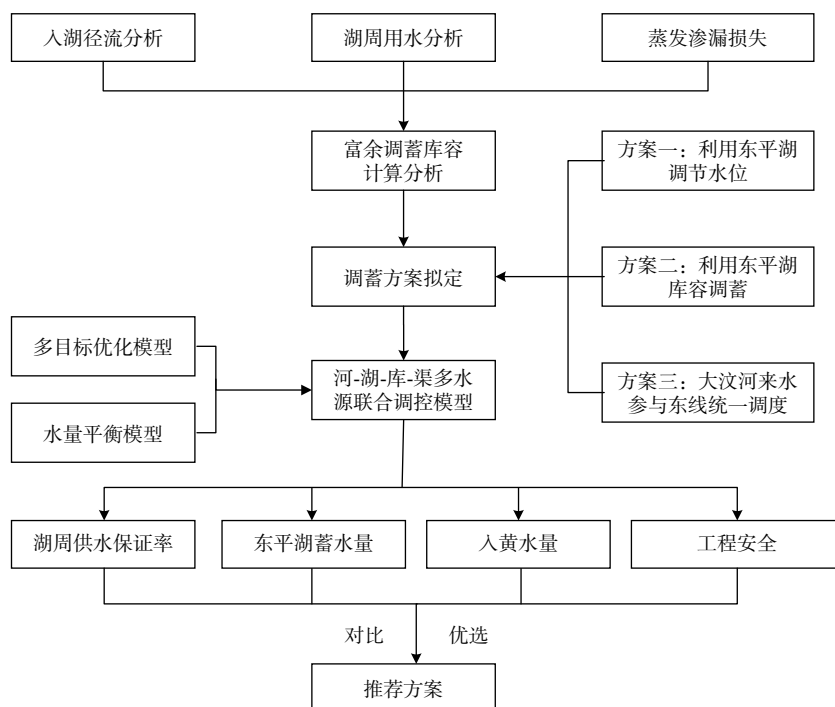 入湖径流分析
湖周用水分析
蒸发渗漏损失
富余调蓄库容
计算分析
方案一：利用东平湖
调节水位
调蓄方案拟定
方案二：利用东平湖
库容调蓄
多目标优化模型
河-湖-库-渠多水
源联合调控模型
方案三：大汶河来水
参与东线统一调度
水量平衡模型
湖周供水保证率
东平湖蓄水量
入黄水量
工程安全
对比
优选
推荐方案